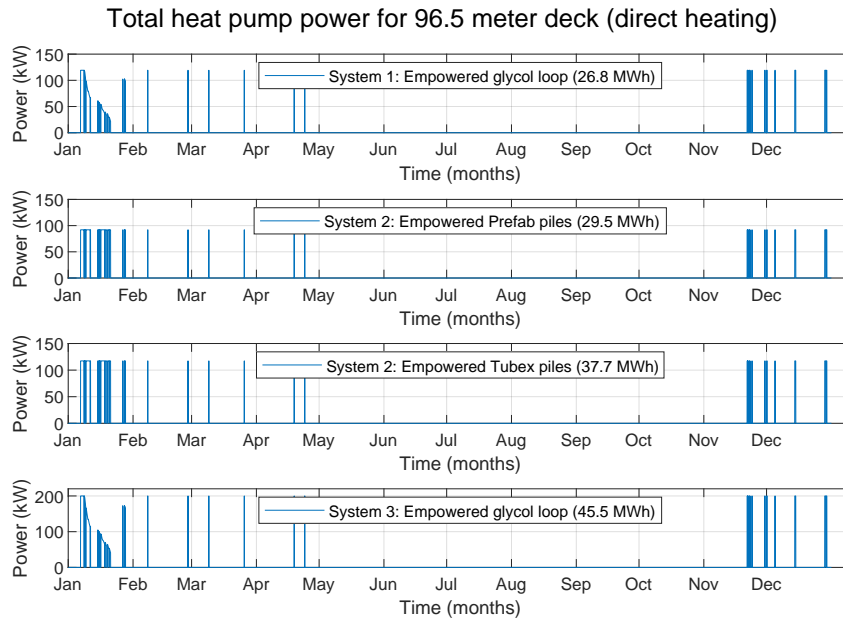 Total heat pump power for 96.5 meter deck (direct heating)
Power (kW)
150
100
50
0
System 1: Empowered glycol loop (26.8 MWh)
Jan Feb Mar Apr May Jun Jul Aug Sep Oct Nov Dec
Time (months)
Power (kW)
150
100
50
0
System 2: Empowered Prefab piles (29.5 MWh)
Jan Feb Mar Apr May Jun Jul Aug Sep Oct Nov Dec
Time (months)
Power (kW)
150
100
50
0
System 2: Empowered Tubex piles (37.7 MWh)
Jan Feb Mar Apr May Jun Jul Aug Sep Oct Nov Dec
Time (months)
Power (kW)
200
100
0
System 3: Empowered glycol loop (45.5 MWh)
Jan Feb Mar Apr May Jun Jul Aug Sep Oct Nov Dec
Time (months)